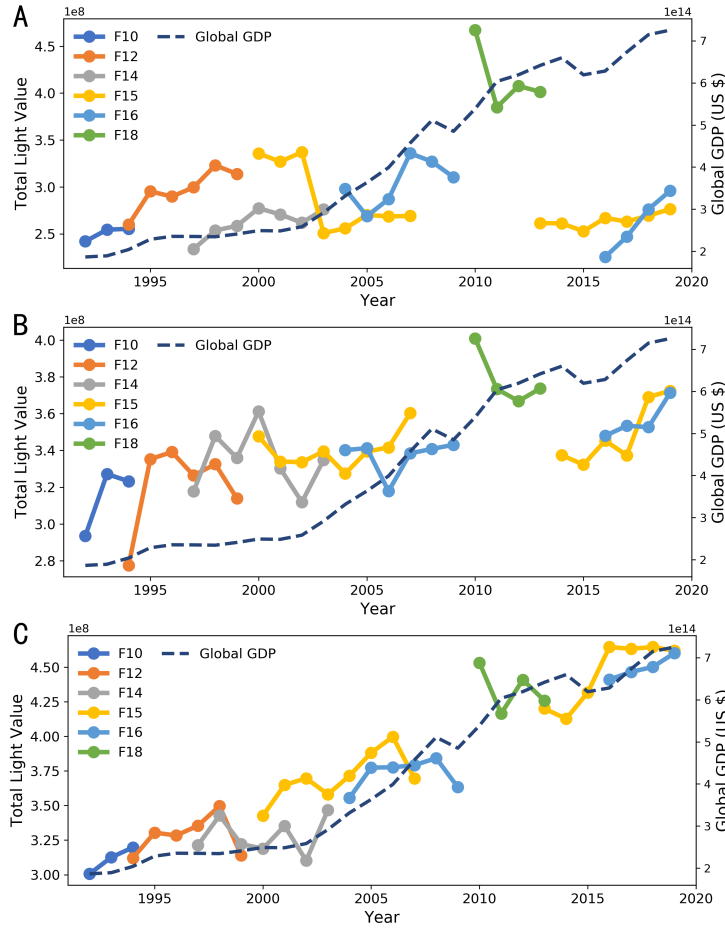 A
1e8
1e14
F10
F12
F14
F15
F16
F18
Global GDP
4.5
4.0
3.5
3.0
2.5
7
6
5
4
3
2
Total Light Value
Global GDP (US $)
1995
2000
2005
2010
2015
2020
Year
B
1e8
1e14
F10
F12
F14
F15
F16
F18
Global GDP
4.0
3.8
3.6
3.4
3.2
3.0
2.8
7
6
5
4
3
2
Total Light Value
Global GDP (US $)
1995
2000
2005
2010
2015
2020
Year
C
1e8
1e14
F10
F12
F14
F15
F16
F18
Global GDP
4.50
4.25
4.00
3.75
3.50
3.25
3.00
7
6
5
4
3
2
Total Light Value
Global GDP (US $)
1995
2000
2005
2010
2015
2020
Year